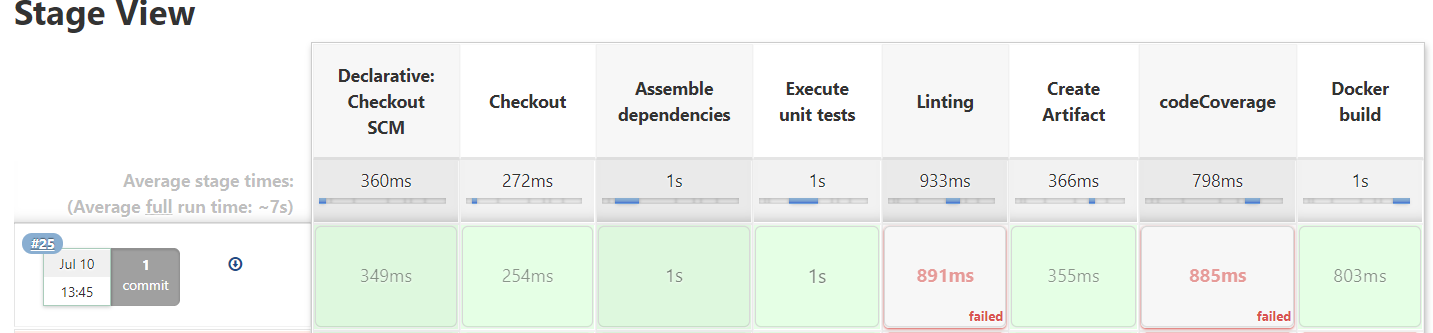 Stage View
Declarative:
Checkout
SCM
Checkout
Assemble
dependencies
Execute
unit tests
Linting
Create
Artifact
codeCoverage
Docker
build
Average stage times:
(Average full run time: ~7s)
360ms
272ms
1s
1s
933ms
366ms
798ms
1s
#25
Jul 10
13:45
1
commit
349ms
254ms
1s
1s
891ms
failed
355ms
885ms
failed
803ms